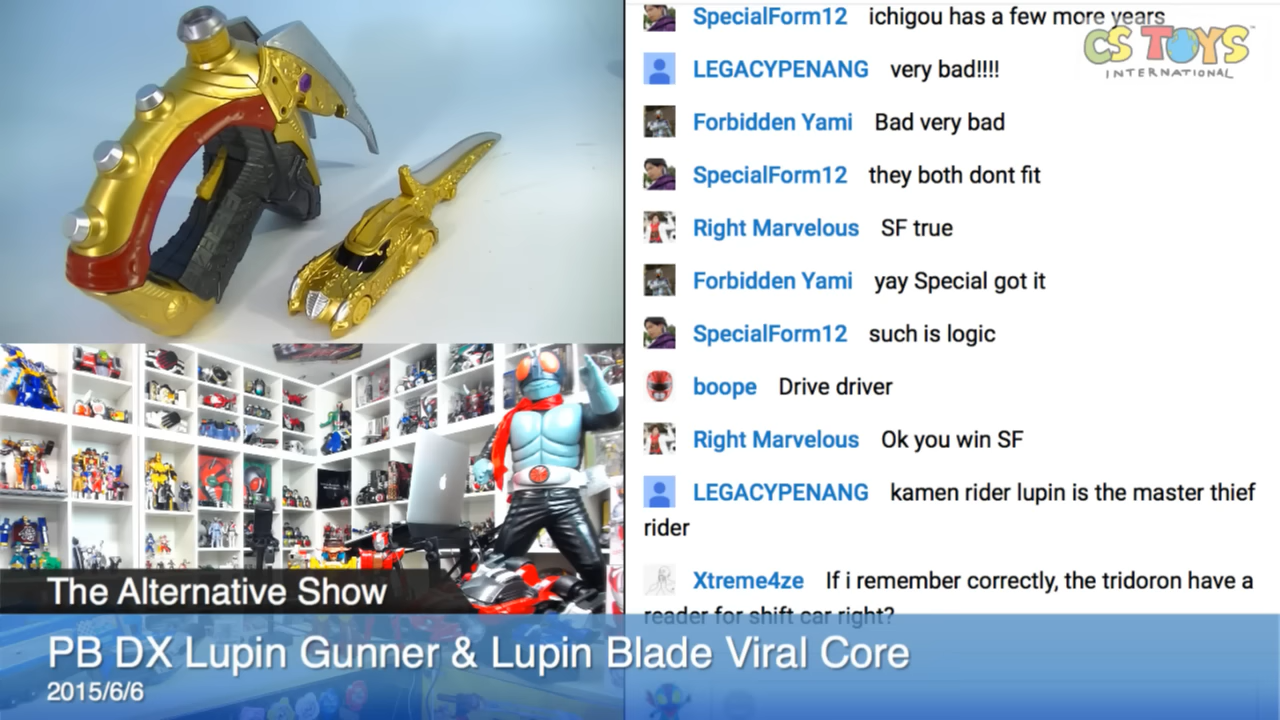 SpecialForm12 ichigou has a few more years
CS TOYS
INTERNATIONAL
LEGACYPENANG very bad!!!!
Forbidden Yami Bad very bad
SpecialForm12 they both dont fit
Right Marvelous SF true
Forbidden Yami yay Special got it
SpecialForm12 such is logic
boope Drive driver
Right Marvelous Ok you win SF
LEGACYPENANG kamen rider lupin is the master thief
rider
Xtreme4ze If i remember correctly, the tridoron have a
reader for shift car right?
The Alternative Show
PB DX Lupin Gunner & Lupin Blade Viral Core
2015/6/6